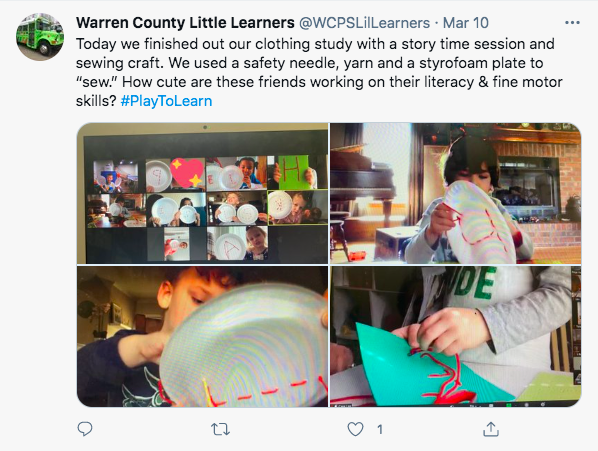 Warren County Little Learners @WCPSLilLearners · Mar 10
Today we finished out our clothing study with a story time session and
sewing craft. We used a safety needle, yarn and a styrofoam plate to
“sew.” How cute are these friends working on their literacy & fine motor
skills? #PlayToLearn
H
DE
1